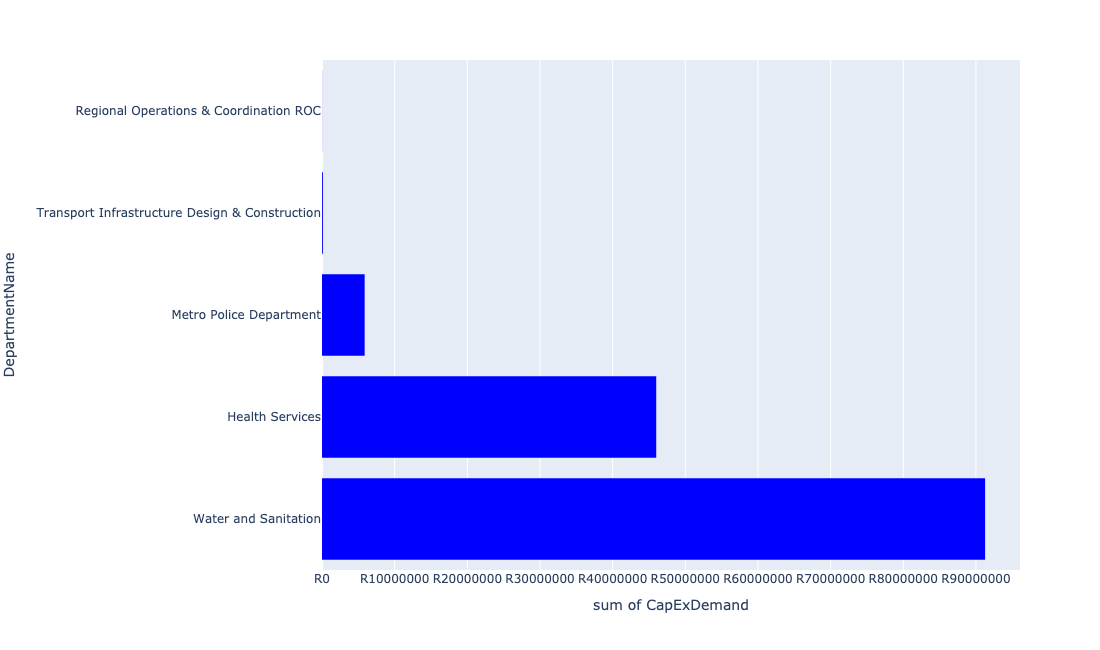 Regional Operations & Coordination ROC
Transport Infrastructure Design & Construction
Metro Police Department
Health Services
Water and Sanitation
DepartmentName
R0 R10000000 R20000000 R30000000 R40000000 R50000000 R60000000 R70000000 R80000000 R90000000
sum of CapExDemand